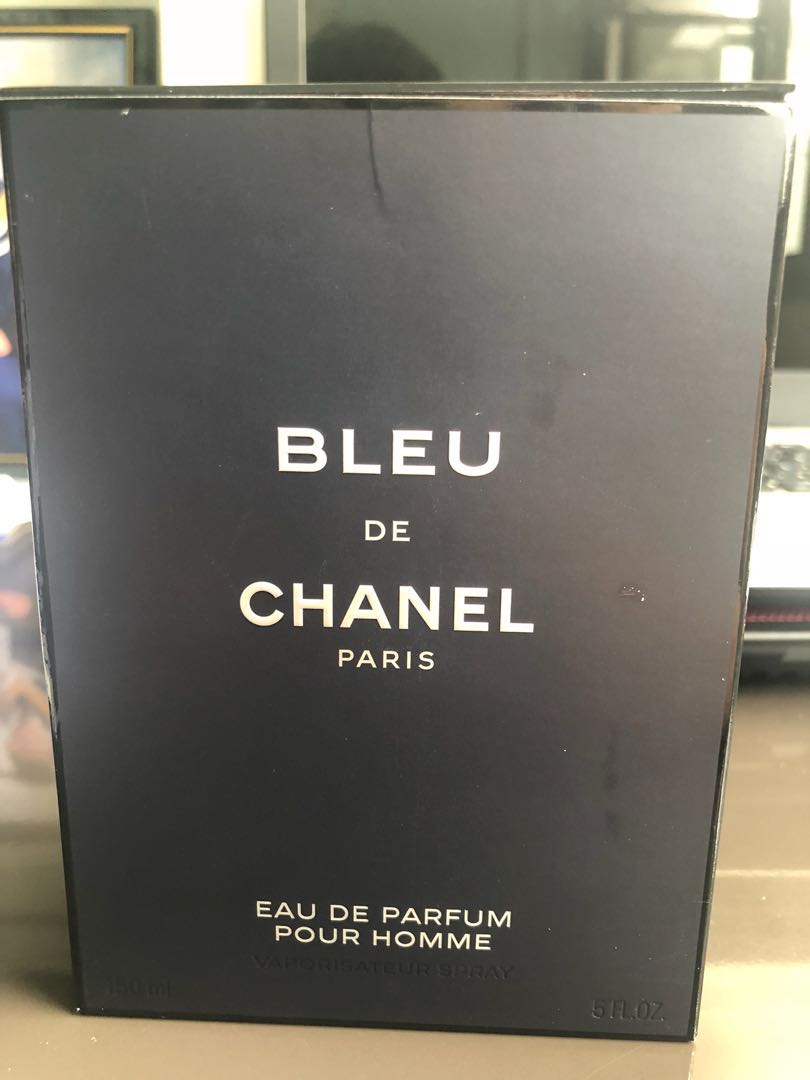 BLEU
DE
CHANEL
PARIS
EAU DE PARFUM
POUR HOMME
VAPORISATEUR SPRAY
150 ml
5 FL.OZ.